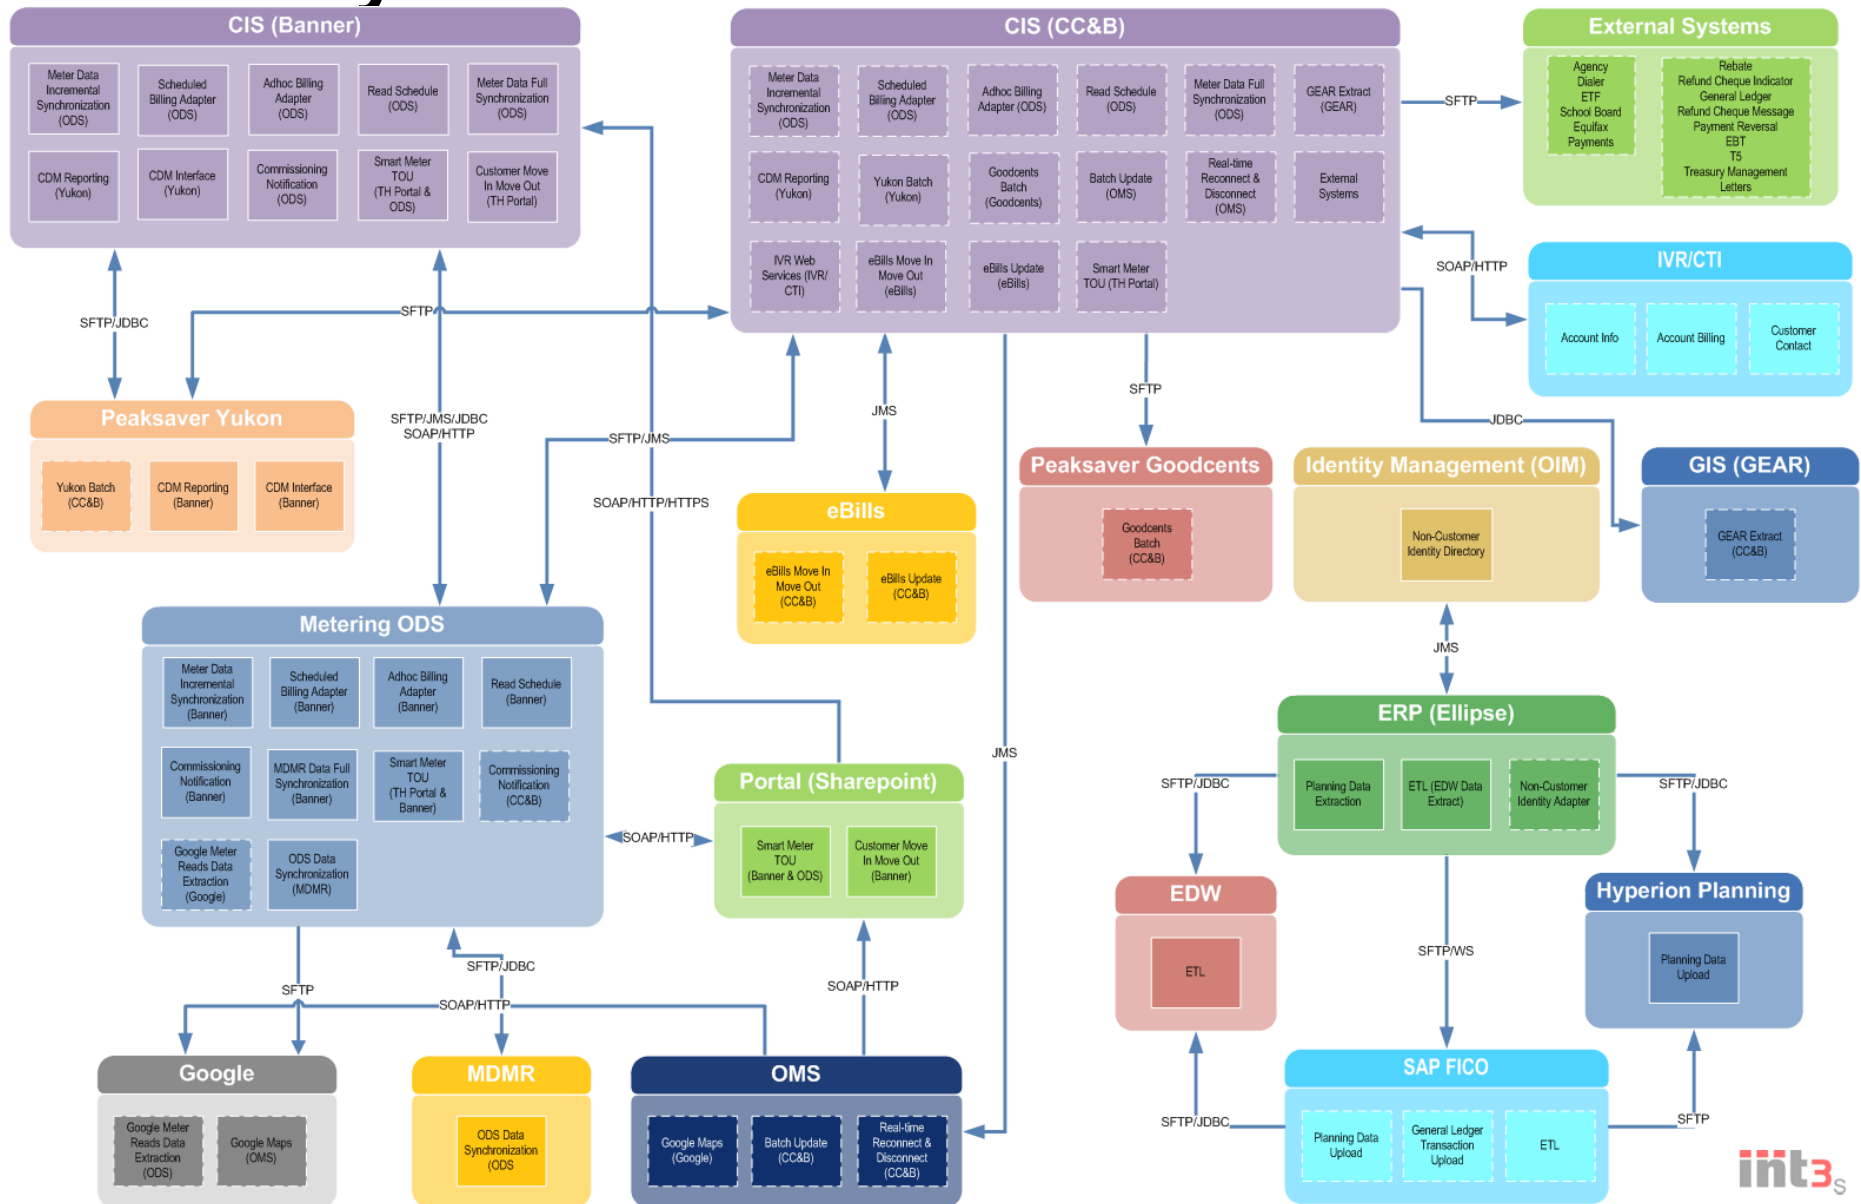 CIS (Banner)
Meter Data
Incremental
Synchronization
(ODS)
Scheduled
Billing Adapter
(ODS)
Adhoc Billing
Adapter
(ODS)
Read Schedule
(ODS)
Meter Data Full
Synchronization
(ODS)
CDM Reporting
(Yukon)
CDM Interface
(Yukon)
Commissioning
Notification
(ODS)
Smart Meter
TOU
(TH Portal &
ODS)
Customer Move
In Move Out
(TH Portal)
CIS (CC&B)
Meter Data
Incremental
Synchronization
(ODS)
Scheduled
Billing Adapter
(ODS)
Adhoc Billing
Adapter (ODS)
Read Schedule
(ODS)
Meter Data Full
Synchronization
(ODS)
GEAR Extract
(GEAR)
CDM Reporting
(Yukon)
Yukon Batch
(Yukon)
Goodcents
Batch
(Goodcents)
Batch Update
(OMS)
Real-time
Reconnect &
Disconnect
(OMS)
External
Systems
IVR Web
Services (IVR/
CTI)
eBills Move In
Move Out
(eBills)
eBills Update
(eBills)
Smart Meter
TOU (TH Portal)
SFTP
External Systems
Agency
Dialer
ETF
School Board
Equifax
Payments
Rebate
Refund Cheque Indicator
General Ledger
Refund Cheque Message
Payment Reversal
EBT
T5
Treasury Management
Letters
SOAP/HTTP
IVR/CTI
Account Info
Account Billing
Customer
Contact
SFTP/JDBC
SFTP
SFTP/JMS/JDBC
SOAP/HTTP
SFTP/JMS
SOAP/HTTP/HTTPS
JMS
SFTP
JDBC
Peaksaver Yukon
Yukon Batch
(CC&B)
CDM Reporting
(Banner)
CDM Interface
(Banner)
eBills
eBills Move In
Move Out
(CC&B)
eBills Update
(CC&B)
Peaksaver Goodcents
Goodcents
Batch
(CC&B)
Identity Management (OIM)
Non-Customer
Identity Directory
GIS (GEAR)
GEAR Extract
(CC&B)
JMS
Metering ODS
Meter Data
Incremental
Synchronization
(Banner)
Scheduled
Billing Adapter
(Banner)
Adhoc Billing
Adapter
(Banner)
Read Schedule
(Banner)
Commissioning
Notification
(Banner)
MDMR Data Full
Synchronization
(Banner)
Smart Meter
TOU
(TH Portal &
Banner)
Commissioning
Notification
(CC&B)
Google Meter
Reads Data
Extraction
(Google)
ODS Data
Synchronization
(MDMR)
SOAP/HTTP
Portal (Sharepoint)
Smart Meter
TOU
(Banner & ODS)
Customer Move
In Move Out
(Banner)
JMS
ERP (Ellipse)
Planning Data
Extraction
ETL (EDW Data
Extract)
Non-Customer
Identity Adapter
SFTP/JDBC
SFTP/JDBC
EDW
ETL
SFTP/WS
Hyperion Planning
Planning Data
Upload
SFTP
SFTP/JDBC
SOAP/HTTP
SOAP/HTTP
Google
Google Meter
Reads Data
Extraction
(ODS)
Google Maps
(OMS)
MDMR
ODS Data
Synchronization
(ODS
OMS
Google Maps
(Google)
Batch Update
(CC&B)
Real-time
Reconnect &
Disconnect
(CC&B)
SFTP/JDBC
SAP FICO
Planning Data
Upload
General Ledger
Transaction
Upload
ETL
SFTP
int3s